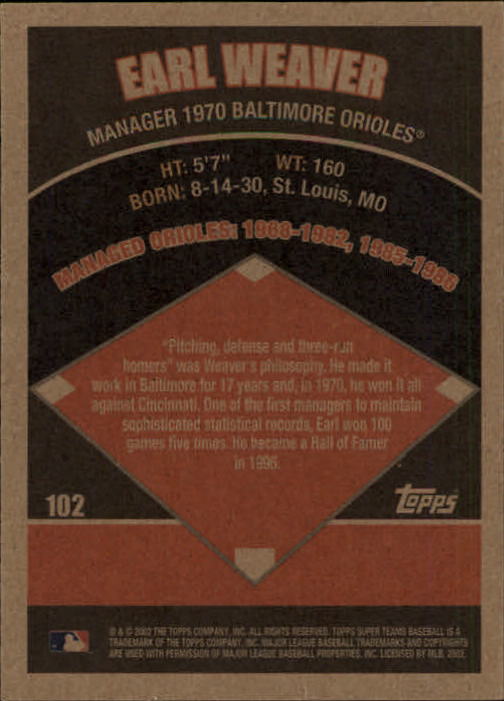 EARL WEAVER
MANAGER 1970 BALTIMORE ORIOLES®
HT: 5'7" WT: 160
BORN: 8-14-30, St. Louis, MO
MANAGED ORIOLES: 1968-1982, 1985-1986
"Pitching, defense and three-run
homers" was Weaver's philosophy. He made it
work in Baltimore for 17 years and, in 1970, he won it all
against Cincinnati. One of the first managers to maintain
sophisticated statistical records, Earl won 100
games five times. He became a Hall of Famer
in 1996.
102
topps
® & © 2002 THE TOPPS COMPANY, INC. ALL RIGHTS RESERVED. TOPPS SUPER TEAMS BASEBALL IS A
TRADEMARK OF THE TOPPS COMPANY, INC. MAJOR LEAGUE BASEBALL TRADEMARKS AND COPYRIGHTS
ARE USED WITH PERMISSION OF MAJOR LEAGUE BASEBALL PROPERTIES, INC. LICENSED BY MLB, 2002.